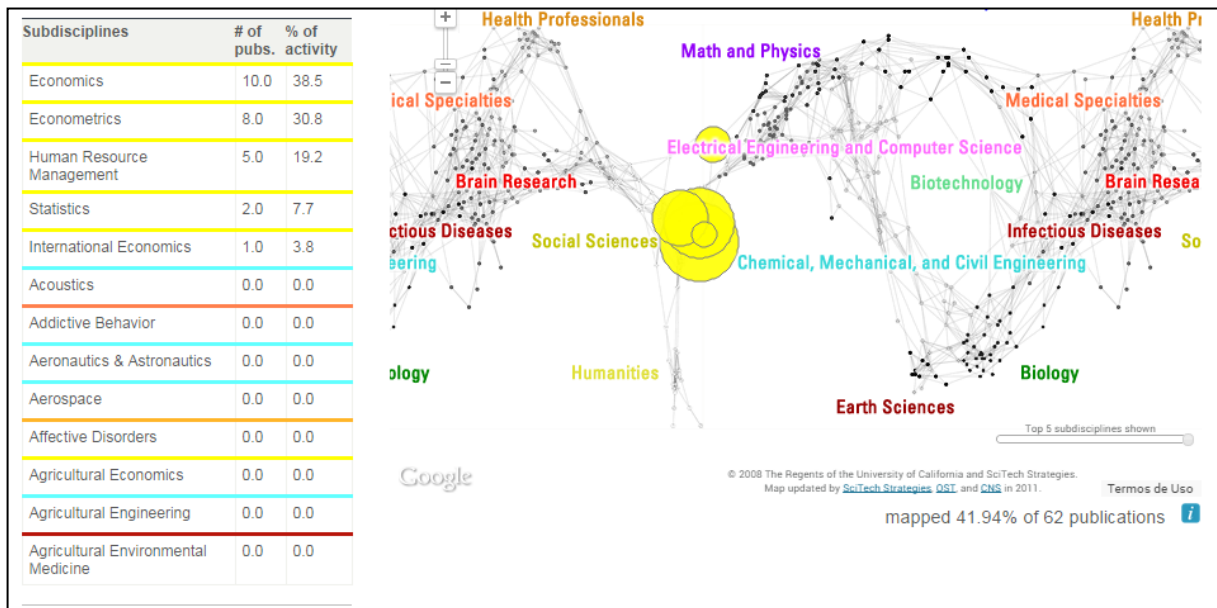 Subdisciplines # of pubs. % of activity
Economics 10.0 38.5
Econometrics 8.0 30.8
Human Resource
Management 5.0 19.2
Statistics 2.0 7.7
International Economics 1.0 3.8
Acoustics 0.0 0.0
Addictive Behavior 0.0 0.0
Aeronautics & Astronautics 0.0 0.0
Aerospace 0.0 0.0
Affective Disorders 0.0 0.0
Agricultural Economics 0.0 0.0
Agricultural Engineering 0.0 0.0
Agricultural Environmental
Medicine 0.0 0.0
+
−
Health Professionals
Health Pr
Math and Physics
ical Specialties
Medical Specialties
Electrical Engineering and Computer Science
Brain Research
Biotechnology
Brain Resea
ctious Diseases
Social Sciences
Infectious Diseases
So
eering
Chemical, Mechanical, and Civil Engineering
ology
Humanities
Biology
Earth Sciences
Top 5 subdisciplines shown
Google
© 2008 The Regents of the University of California and SciTech Strategies.
Map updated by SciTech Strategies, OST, and CNS in 2011.
Termos de Uso
mapped 41.94% of 62 publications i